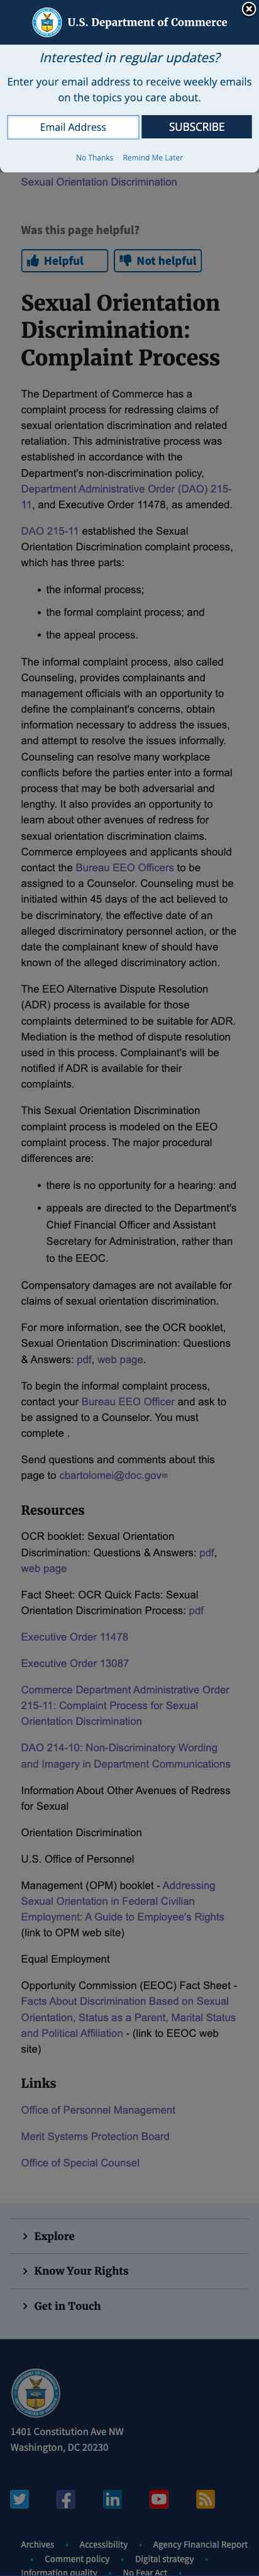 U.S. Department of Commerce
Interested in regular updates?
Enter your email address to receive weekly emails
on the topics you care about.
Email Address
SUBSCRIBE
No Thanks Remind Me Later
Sexual Orientation Discrimination
Was this page helpful?
Helpful
Not helpful
Sexual Orientation
Discrimination:
Complaint Process
The Department of Commerce has a
complaint process for redressing claims of
sexual orientation discrimination and related
retaliation. This administrative process was
established in accordance with the
Department's non-discrimination policy,
Department Administrative Order (DAO) 215-
11, and Executive Order 11478, as amended.
DAO 215-11 established the Sexual
Orientation Discrimination complaint process,
which has three parts:
• the informal process;
• the formal complaint process; and
• the appeal process.
The informal complaint process, also called
Counseling, provides complainants and
management officials with an opportunity to
define the complainant's concerns, obtain
information necessary to address the issues,
and attempt to resolve the issues informally.
Counseling can resolve many workplace
conflicts before the parties enter into a formal
process that may be both adversarial and
lengthy. It also provides an opportunity to
learn about other avenues of redress for
sexual orientation discrimination claims.
Commerce employees and applicants should
contact the Bureau EEO Officers to be
assigned to a Counselor. Counseling must be
initiated within 45 days of the act believed to
be discriminatory, the effective date of an
alleged discriminatory personnel action, or the
date the complainant knew of should have
known of the alleged discriminatory action.
The EEO Alternative Dispute Resolution
(ADR) process is available for those
complaints determined to be suitable for ADR.
Mediation is the method of dispute resolution
used in this process. Complainant's will be
notified if ADR is available for their
complaints.
This Sexual Orientation Discrimination
complaint process is modeled on the EEO
complaint process. The major procedural
differences are:
• there is no opportunity for a hearing: and
• appeals are directed to the Department's
Chief Financial Officer and Assistant
Secretary for Administration, rather than
to the EEOC.
Compensatory damages are not available for
claims of sexual orientation discrimination.
For more information, see the OCR booklet,
Sexual Orientation Discrimination: Questions
& Answers: pdf, web page.
To begin the informal complaint process,
contact your Bureau EEO Officer and ask to
be assigned to a Counselor. You must
complete .
Send questions and comments about this
page to cbartolomei@doc.gov
Resources
OCR booklet: Sexual Orientation
Discrimination: Questions & Answers: pdf,
web page
Fact Sheet: OCR Quick Facts: Sexual
Orientation Discrimination Process: pdf
Executive Order 11478
Executive Order 13087
Commerce Department Administrative Order
215-11: Complaint Process for Sexual
Orientation Discrimination
DAO 214-10: Non-Discriminatory Wording
and Imagery in Department Communications
Information About Other Avenues of Redress
for Sexual
Orientation Discrimination
U.S. Office of Personnel
Management (OPM) booklet - Addressing
Sexual Orientation in Federal Civilian
Employment: A Guide to Employee's Rights
(link to OPM web site)
Equal Employment
Opportunity Commission (EEOC) Fact Sheet -
Facts About Discrimination Based on Sexual
Orientation, Status as a Parent, Marital Status
and Political Affiliation - (link to EEOC web
site)
Links
Office of Personnel Management
Merit Systems Protection Board
Office of Special Counsel
Explore
Know Your Rights
Get in Touch
1401 Constitution Ave NW
Washington, DC 20230
Archives • Accessibility • Agency Financial Report
• Comment policy • Digital strategy •
Information quality • No Fear Act •